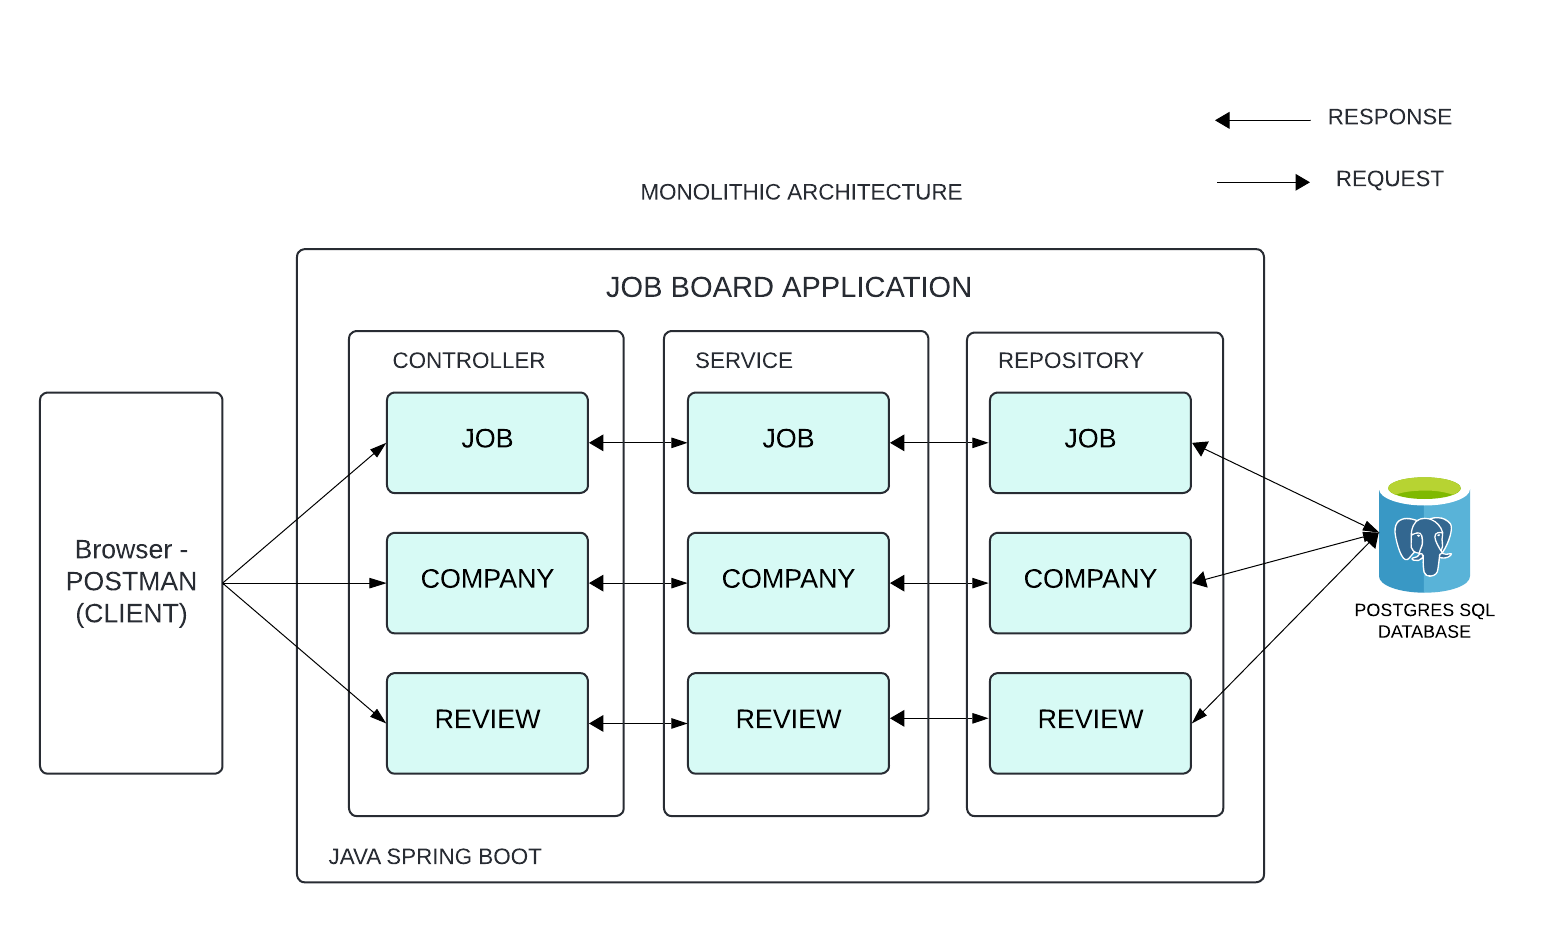 RESPONSE
REQUEST
MONOLITHIC ARCHITECTURE
JOB BOARD APPLICATION
CONTROLLER
SERVICE
REPOSITORY
JOB
JOB
JOB
Browser -
POSTMAN
(CLIENT)
COMPANY
COMPANY
COMPANY
POSTGRES SQL
DATABASE
REVIEW
REVIEW
REVIEW
JAVA SPRING BOOT